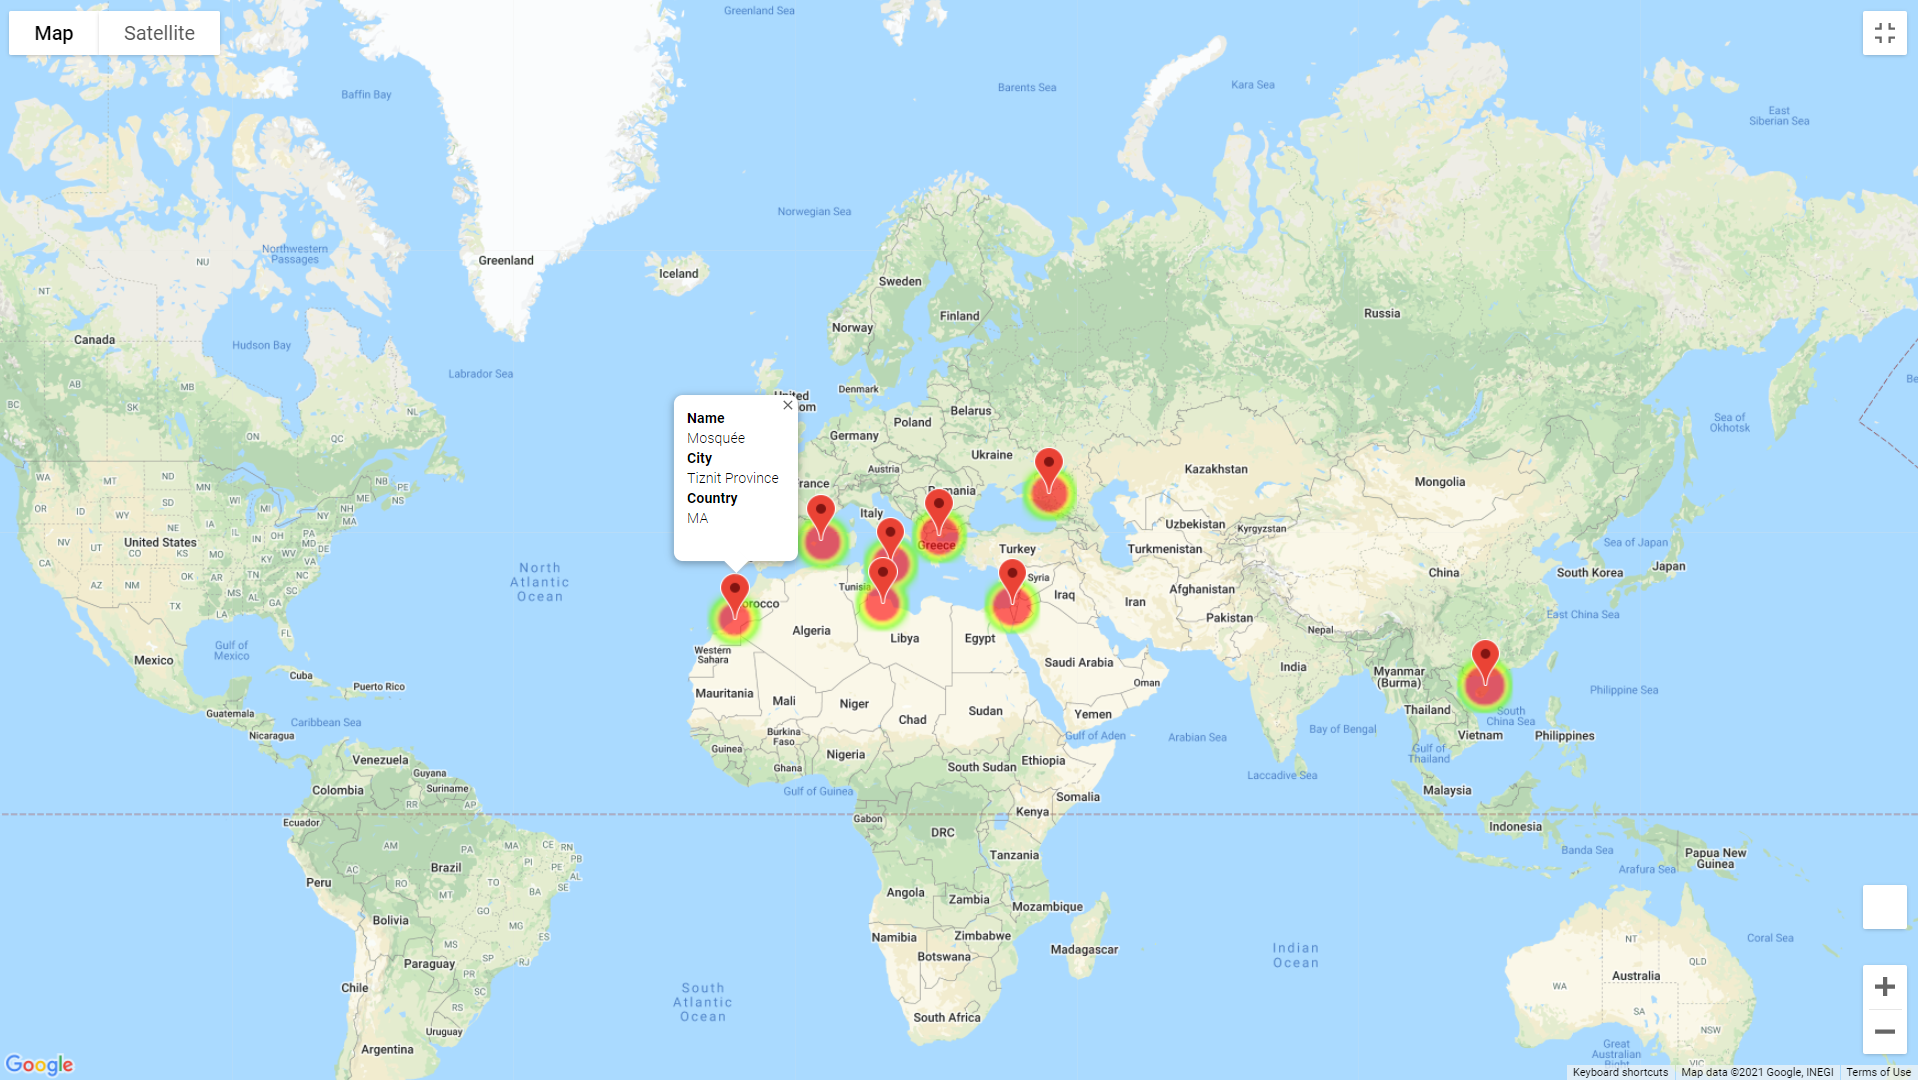 Map
Satellite
Greenland Sea
Baffin Bay
Barents Sea
Kara Sea
East
Siberian Sea
Norwegian Sea
Northwestern
Passages
NU
Greenland
Iceland
NT
Sweden
Finland
Russia
Norway
Canada
Hudson Bay
Labrador Sea
AB
MB
SK
BC
ON
QC
Denmark
Be
Sea of
Okhotsk
Belarus
Poland
Germany
Ukraine
Austria
Name
Mosquée
City
Tiznit Province
Country
MA
Kazakhstan
Mongolia
WA
MT
ND
MN
NB
PE
NS
OR
ID
WY
SD
WI
MI
NH
NY
MA
Italy
Uzbekistan
Kyrgyzstan
NV
UT
United States
CO
KS
MO
IA
NE
IL
IN
OH
PA
MD
DE
WV
VA
KY
CA
AZ
NM
OK
AR
TN
NC
SC
MS
AL
GA
TX
LA
FL
Greece
Turkey
Turkmenistan
Sea of Japan
Japan
South Korea
China
North
Atlantic
Ocean
Syria
Iraq
Iran
Afghanistan
Pakistan
Nepal
East China Sea
Algeria
Libya
Egypt
Western
Sahara
Gulf of
Mexico
Mexico
Cuba
Puerto Rico
Saudi Arabia
Oman
India
Myanmar
(Burma)
Philippine Sea
Mauritania
Mali
Niger
Chad
Sudan
Yemen
Thailand
South
China Sea
Guatemala
Caribbean Sea
Nicaragua
Burkina
Faso
Guinea
Nigeria
Ghana
Gulf of Aden
Arabian Sea
Bay of Bengal
Vietnam
Philippines
Gulf of
Thailand
Laccadive Sea
South Sudan
Ethiopia
Venezuela
Guyana
Suriname
Colombia
Gulf of Guinea
Somalia
Malaysia
RR
AP
Ecuador
Gabon
Kenya
DRC
Indonesia
AM
PA
MA
CE
RN
PB
PE
AL
SE
PI
Banda Sea
Papua New
Guinea
Arafura Sea
Tanzania
Peru
AC
RO
Brazil
TO
BA
MT
Angola
Zambia
Mozambique
Bolivia
GO
MG
ES
MS
SP
RJ
Namibia
Zimbabwe
Botswana
Madagascar
Indian
Ocean
Coral Sea
NT
QLD
Australia
WA
SA
NSW
VIC
Paraguay
PR
SC
RS
Chile
South
Atlantic
Ocean
South Africa
Uruguay
Argentina
Great
Australian
Bight
Google
Keyboard shortcuts
Map data ©2021 Google, INEGI
Terms of Use